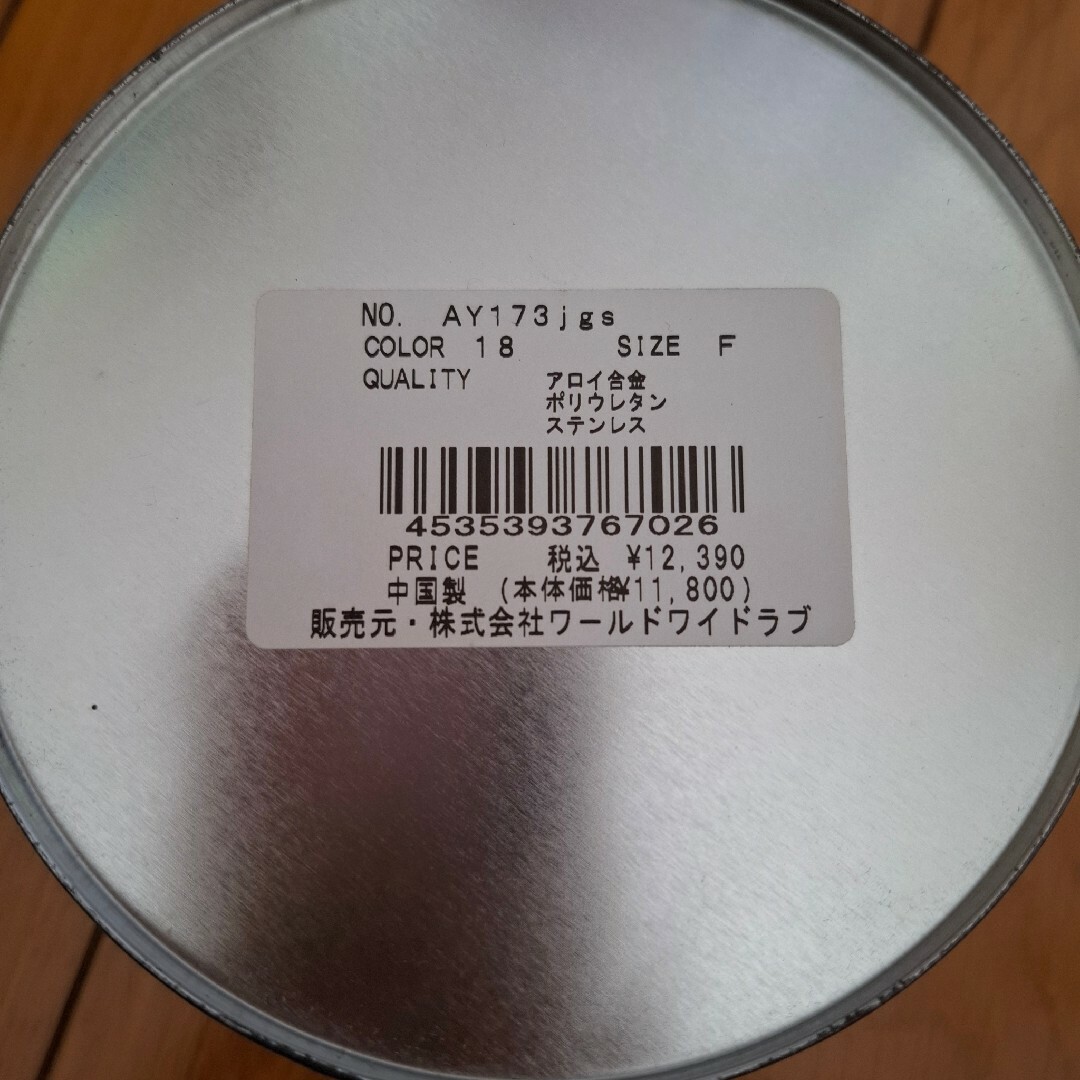 NO. AY173jgs
COLOR 18 SIZE F
QUALITY アロイ合金
ポリウレタン
ステンレス
4535393767026
PRICE 税込 ¥12,390
中国製 (本体価格¥11,800)
販売元・株式会社ワールドワイドラブ